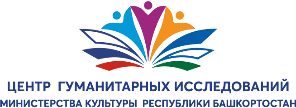 ЦЕНТР ГУМАНИТАРНЫХ ИССЛЕДОВАНИЙ
МИНИСТЕРСТВА КУЛЬТУРЫ РЕСПУБЛИКИ БАШКОРТОСТАН